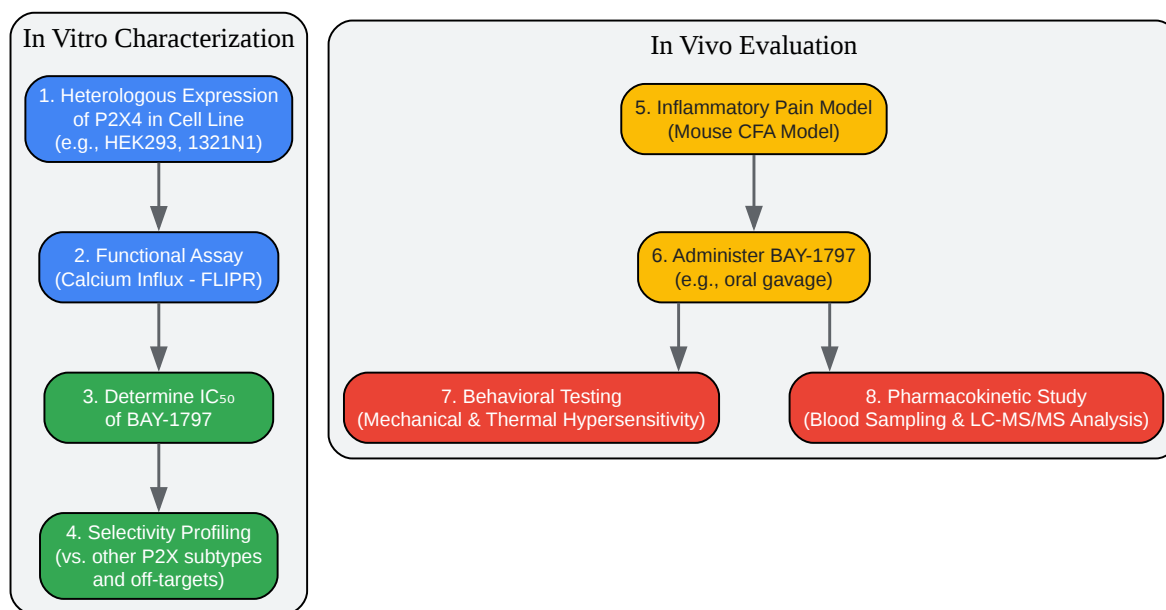 In Vitro Characterization
1. Heterologous Expression
of P2X4 in Cell Line
(e.g., HEK293, 1321N1)
2. Functional Assay
(Calcium Influx - FLIPR)
3. Determine IC₅₀
of BAY-1797
4. Selectivity Profiling
(vs. other P2X subtypes
and off-targets)
In Vivo Evaluation
5. Inflammatory Pain Model
(Mouse CFA Model)
6. Administer BAY-1797
(e.g., oral gavage)
7. Behavioral Testing
(Mechanical & Thermal Hypersensitivity)
8. Pharmacokinetic Study
(Blood Sampling & LC-MS/MS Analysis)